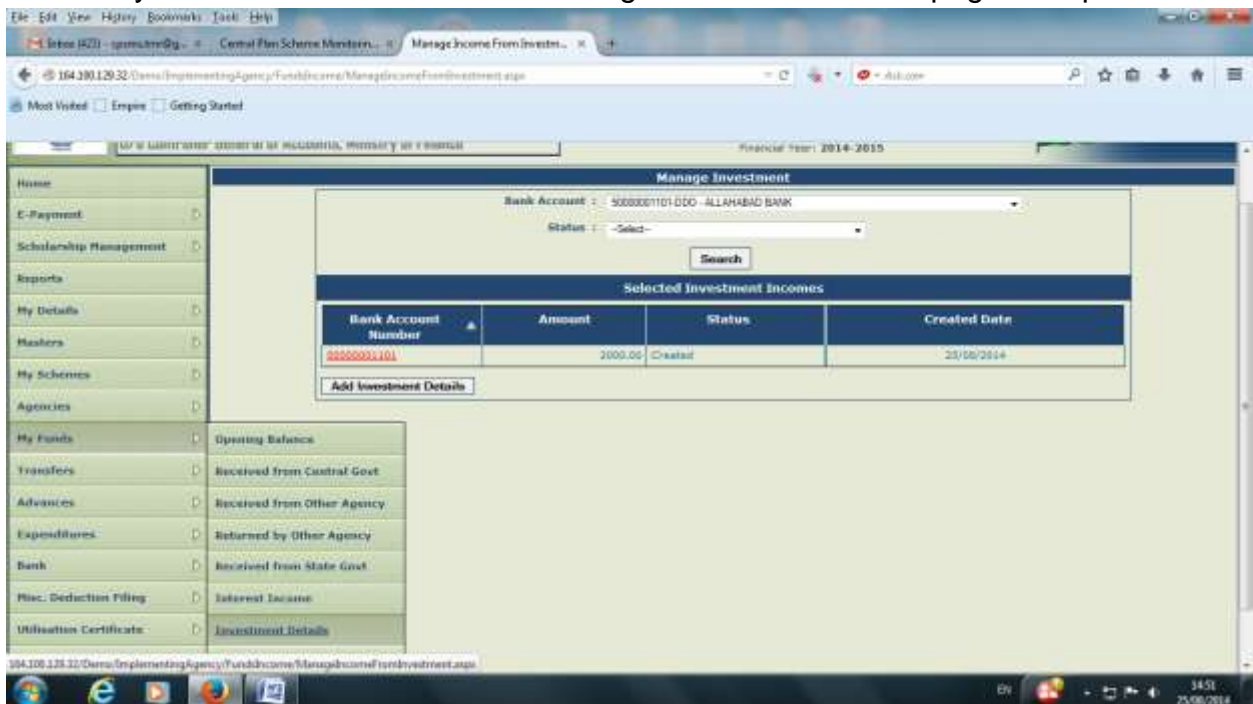 File Edit View History Bookmarks Tools Help
Central Plan Scheme Monitorin...
Manage Income From Investm...
Most Visited Empire Getting Started
Financial Year: 2014-2015
Home
E-Payment
Scholarship Management
Reports
My Details
Masters
My Schemes
Agencies
My Funds
Transfers
Advances
Expenditures
Bank
Misc. Deduction Filing
Utilisation Certificate
Manage Investment
Bank Account : 50000001101-DDO - ALLAHABAD BANK
Status : --Select--
Search
Selected Investment Incomes
Bank Account Number Amount Status Created Date
2000.00 Created 25/08/2014
Add Investment Details
Opening Balance
Received from Central Govt
Received from Other Agency
Returned by Other Agency
Received from State Govt
Interest Income
Investment Details
EN
14:51
25/08/2014